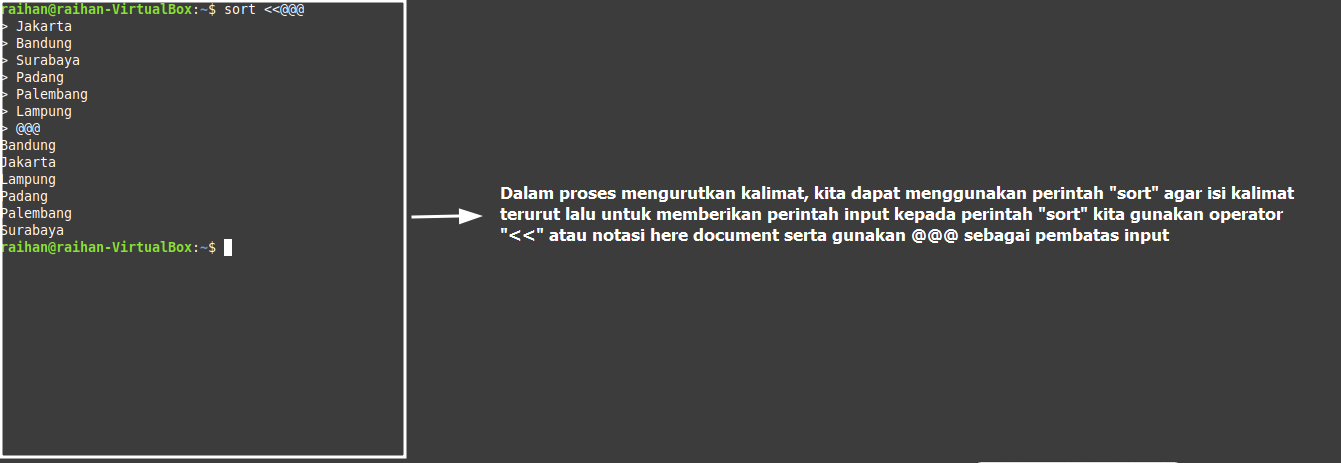 raihan@raihan-VirtualBox:~$ sort <<@@@
> Jakarta
> Bandung
> Surabaya
> Padang
> Palembang
> Lampung
> @@@
Bandung
Jakarta
Lampung
Padang
Palembang
Surabaya
raihan@raihan-VirtualBox:~$
Dalam proses mengurutkan kalimat, kita dapat menggunakan perintah "sort" agar isi kalimat
terurut lalu untuk memberikan perintah input kepada perintah "sort" kita gunakan operator
"<<" atau notasi here document serta gunakan @@@ sebagai pembatas input